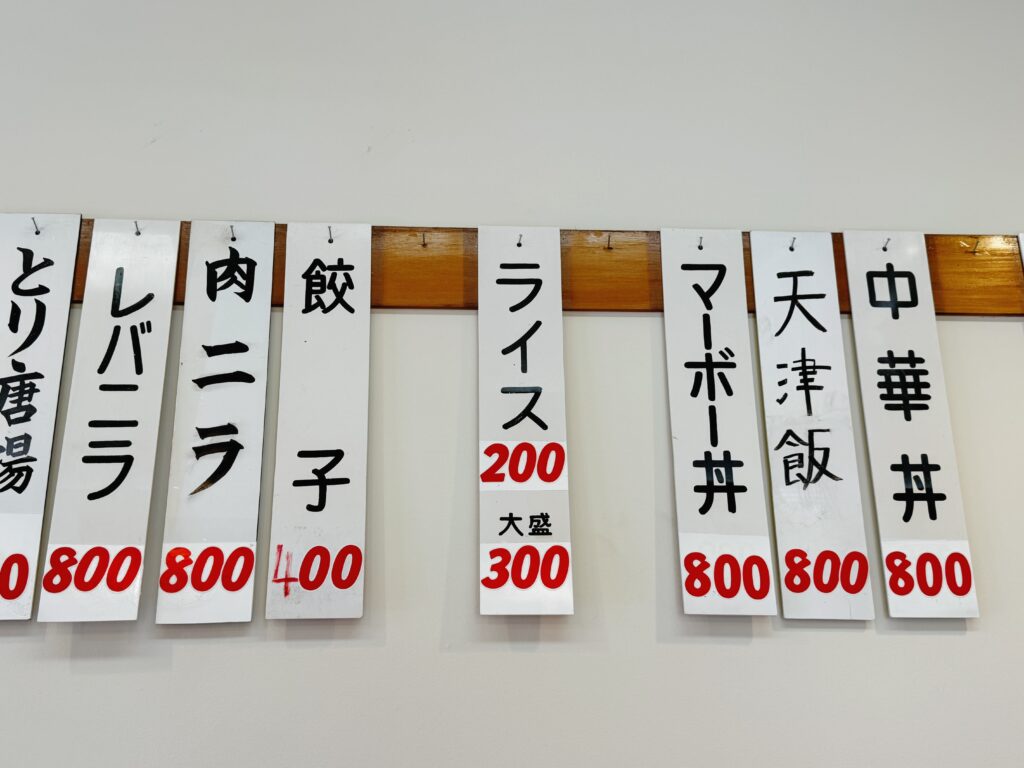 中華丼
800
天津飯
800
マーボー丼
800
ライス
200
大盛
300
餃子
400
肉ニラ
800
レバニラ
800
とり唐揚